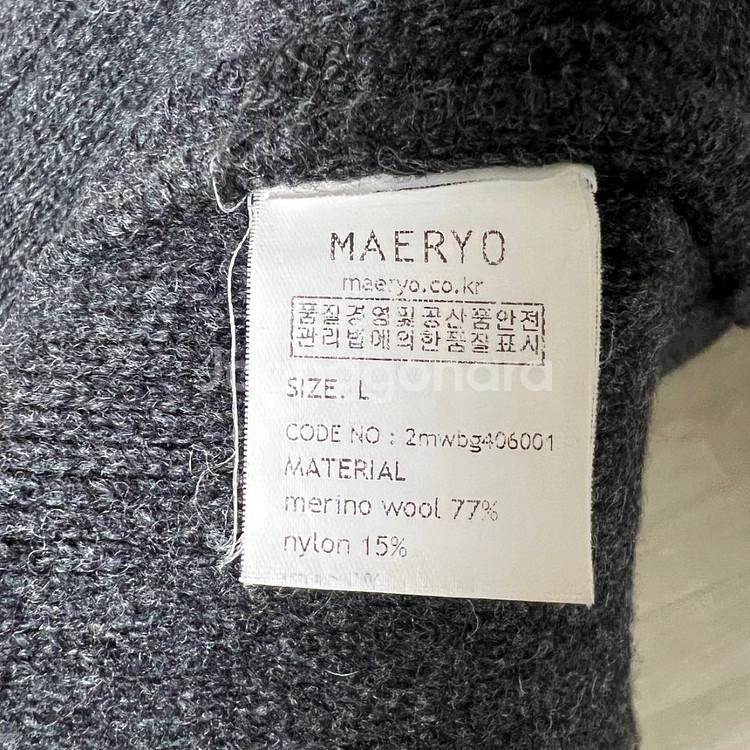 MAERYO
maeryo.co.kr
품질경영및공산품안전
관리법에의한품질표시
SIZE: L
CODE NO : 2mwbg406001
MATERIAL
merino wool 77%
nylon 15%